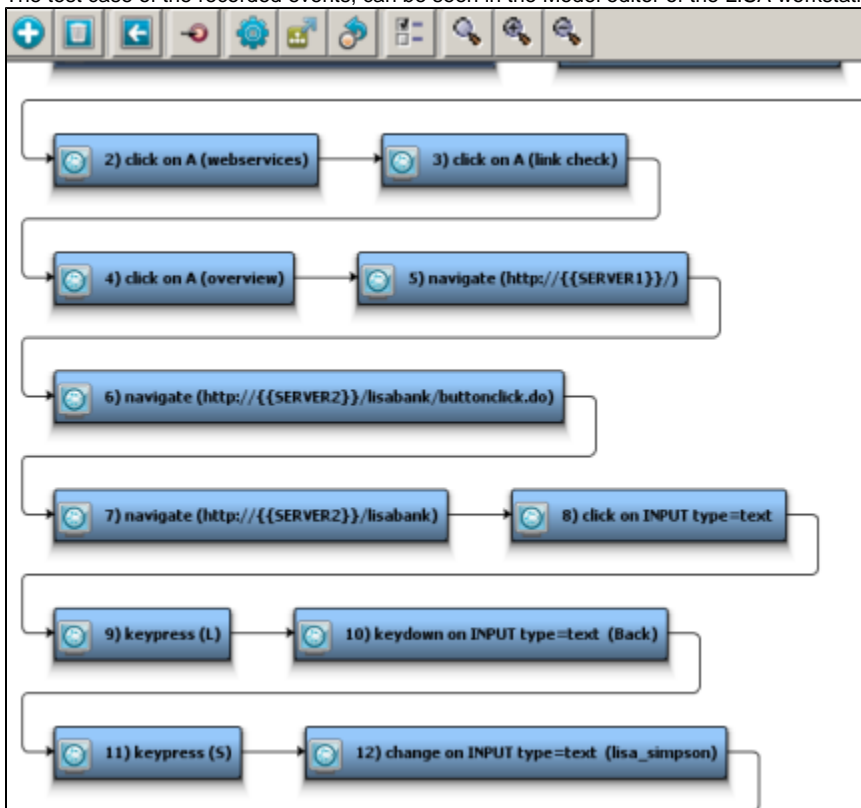 The test case of the recorded events, can be seen in the Model editor of the LISA workstati
2) click on A (webservices)
3) click on A (link check)
4) click on A (overview)
5) navigate (http://{{SERVER1}}/)
6) navigate (http://{{SERVER2}}/lisabank/buttonclick.do)
7) navigate (http://{{SERVER2}}/lisabank)
8) click on INPUT type=text
9) keypress (L)
10) keydown on INPUT type=text (Back)
11) keypress (S)
12) change on INPUT type=text (lisa_simpson)